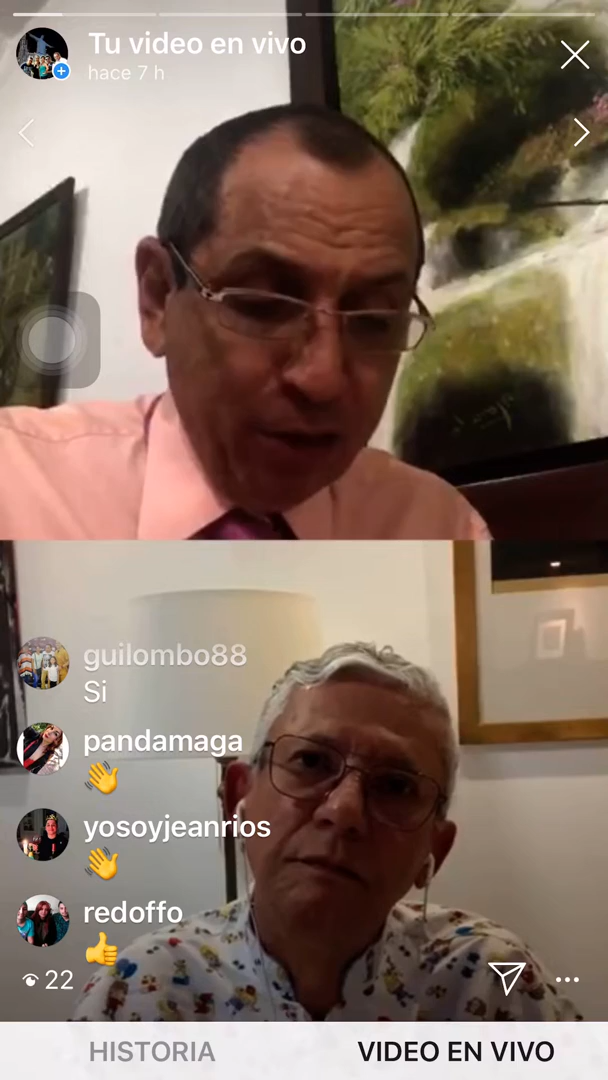 Tu video en vivo
hace 7 h
guilombo88
Si
pandamaga
👋
yosoyjeanrios
👋
redoffo
👍
22
HISTORIA
VIDEO EN VIVO